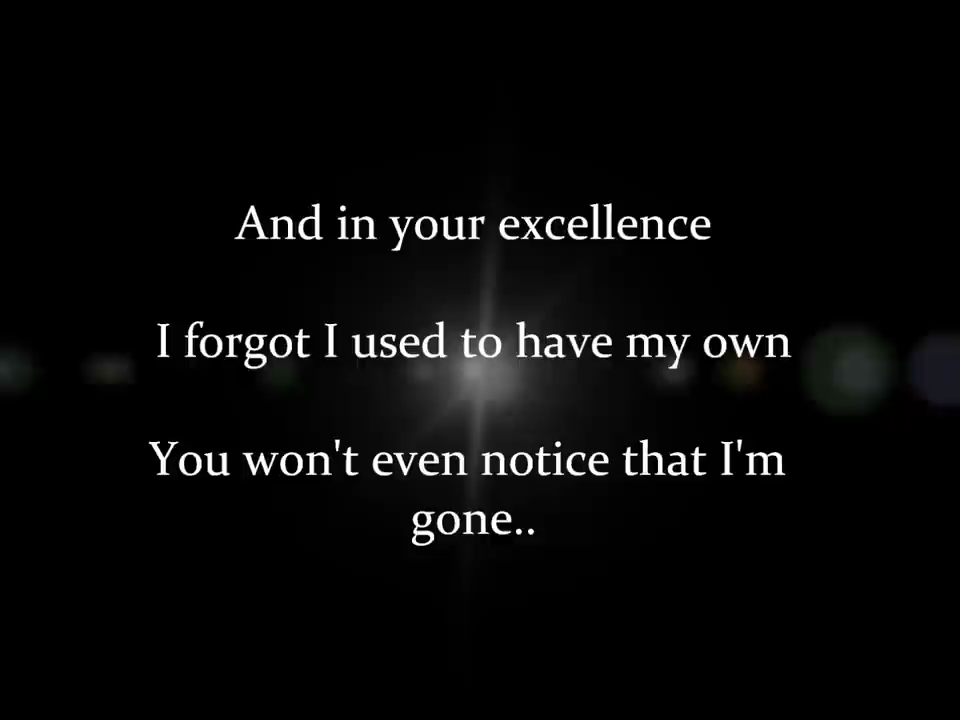 And in your excellence
I forgot I used to have my own
You won't even notice that I'm
gone..